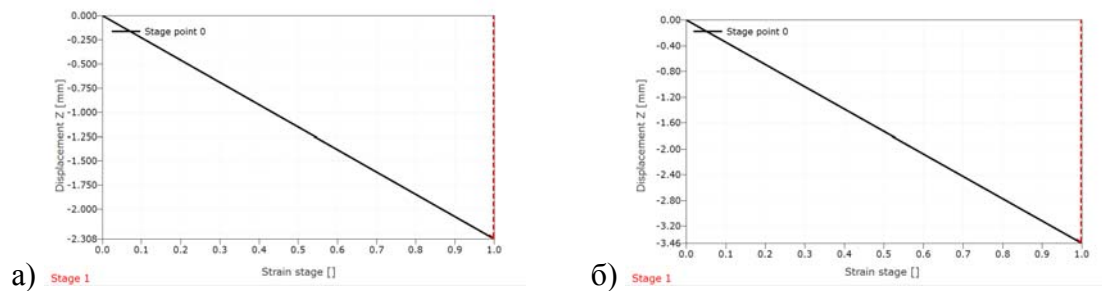 0.000
-0.250
-0.500
-0.750
-1.000
-1.250
-1.500
-1.750
-2.000
-2.308
Displacement Z [mm]
Stage point 0
0.0 0.1 0.2 0.3 0.4 0.5 0.6 0.7 0.8 0.9 1.0
Strain stage []
а) Stage 1
0.00
-0.40
-0.80
-1.20
-1.60
-2.00
-2.40
-2.80
-3.20
-3.46
Displacement Z [mm]
Stage point 0
0.0 0.1 0.2 0.3 0.4 0.5 0.6 0.7 0.8 0.9 1.0
Strain stage []
б) Stage 1